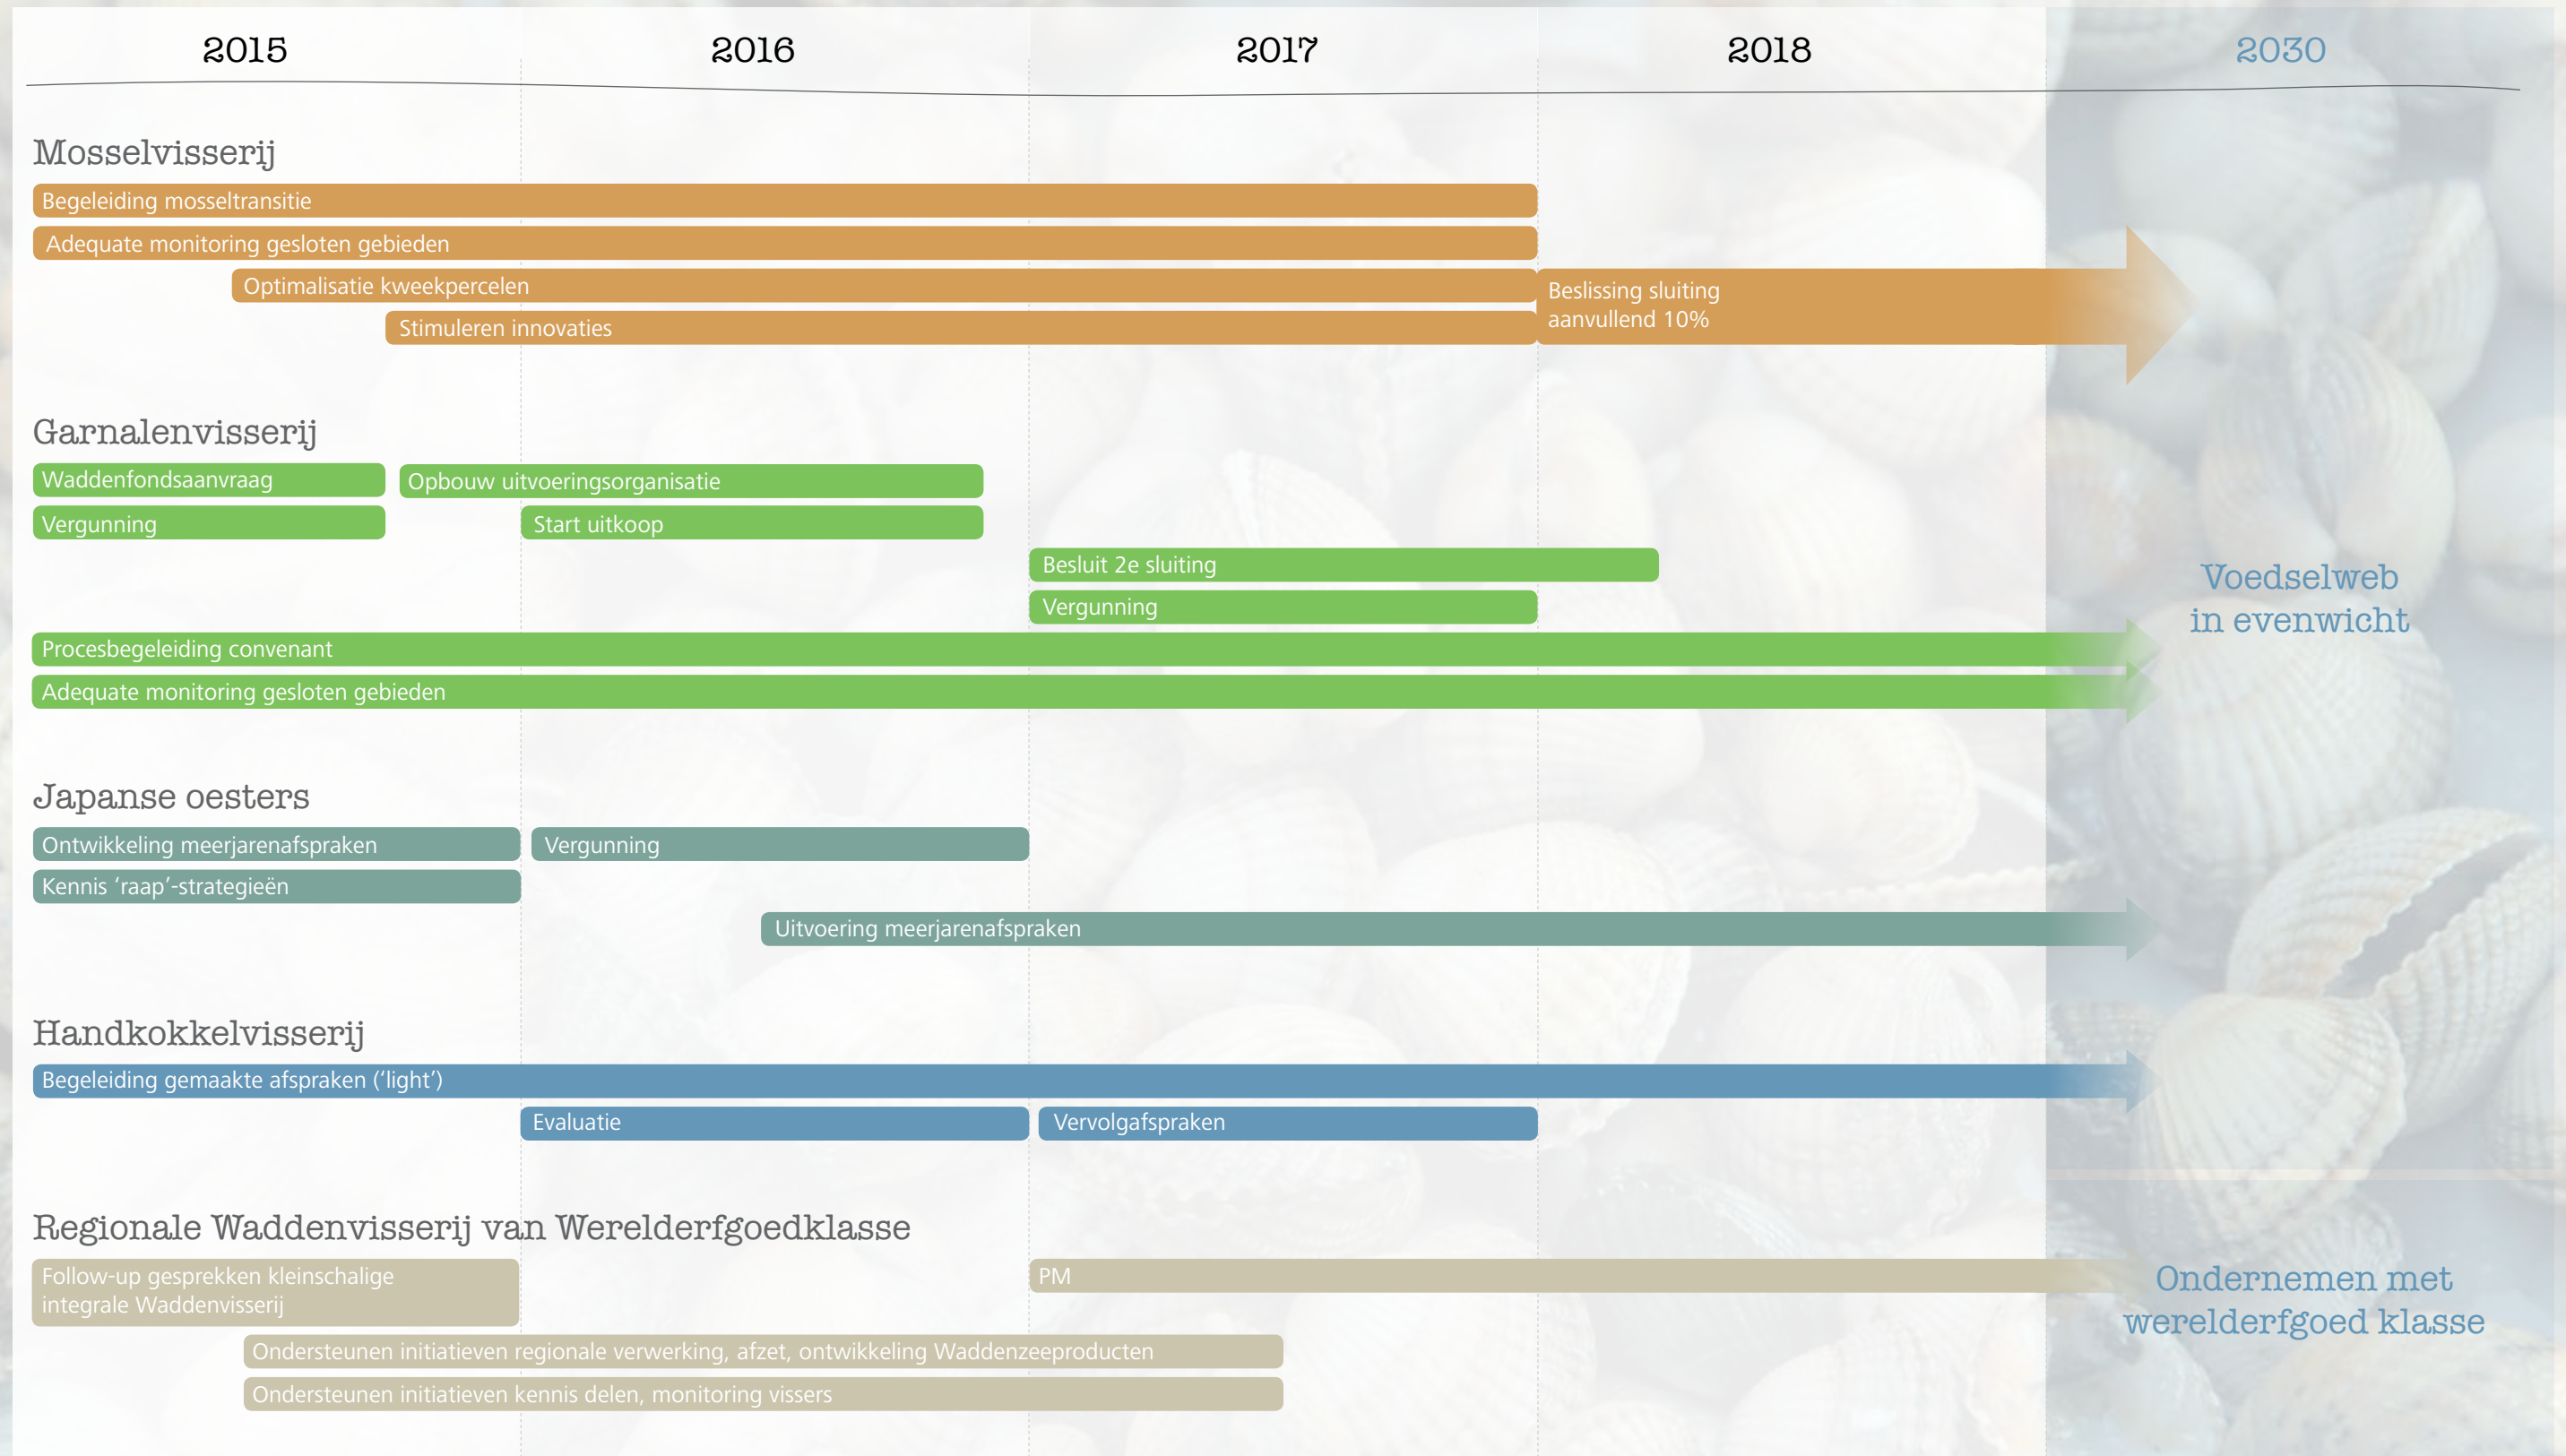 2015 2016 2017 2018 2030
Mosselvisserij
Begeleiding mosseltransitie
Adequate monitoring gesloten gebieden
Optimalisatie kweekpercelen
Stimuleren innovaties
Beslissing sluiting
aanvullend 10%
Garnalenvisserij
Waddenfondsaanvraag
Opbouw uitvoeringsorganisatie
Vergunning
Start uitkoop
Besluit 2e sluiting
Vergunning
Procesbegeleiding convenant
Adequate monitoring gesloten gebieden
Voedselweb
in evenwicht
Japanse oesters
Ontwikkeling meerjarenafspraken
Vergunning
Kennis ‘raap’-strategieën
Uitvoering meerjarenafspraken
Handkokkelvisserij
Begeleiding gemaakte afspraken (‘light’)
Evaluatie
Vervolgafspraken
Regionale Waddenvisserij van Werelderfgoedklasse
Follow-up gesprekken kleinschalige
integrale Waddenvisserij
PM
Ondersteunen initiatieven regionale verwerking, afzet, ontwikkeling Waddenzeeproducten
Ondersteunen initiatieven kennis delen, monitoring vissers
Ondernemen met
werelderfgoed klasse